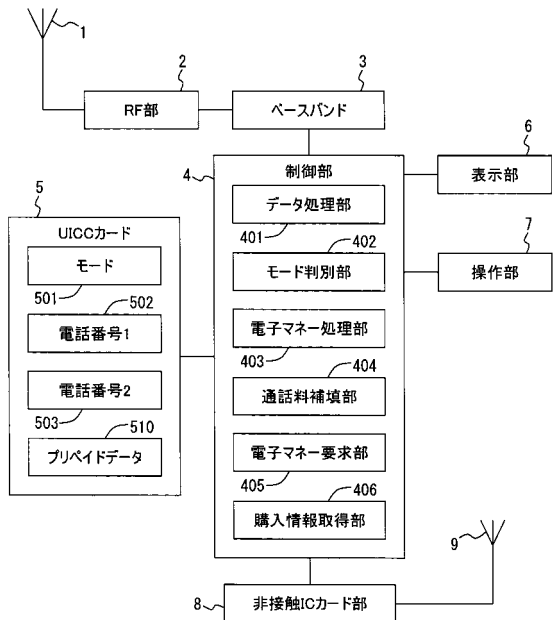 1
2
3
RF部
ベースバンド
6
4
制御部
表示部
5
データ処理部
401
7
UICCカード
402
モード
モード判別部
操作部
501
502
電話番号1
電子マネー処理部
403
404
電話番号2
通話料補填部
503
510
プリペイドデータ
電子マネー要求部
405
406
購入情報取得部
9
8
非接触ICカード部